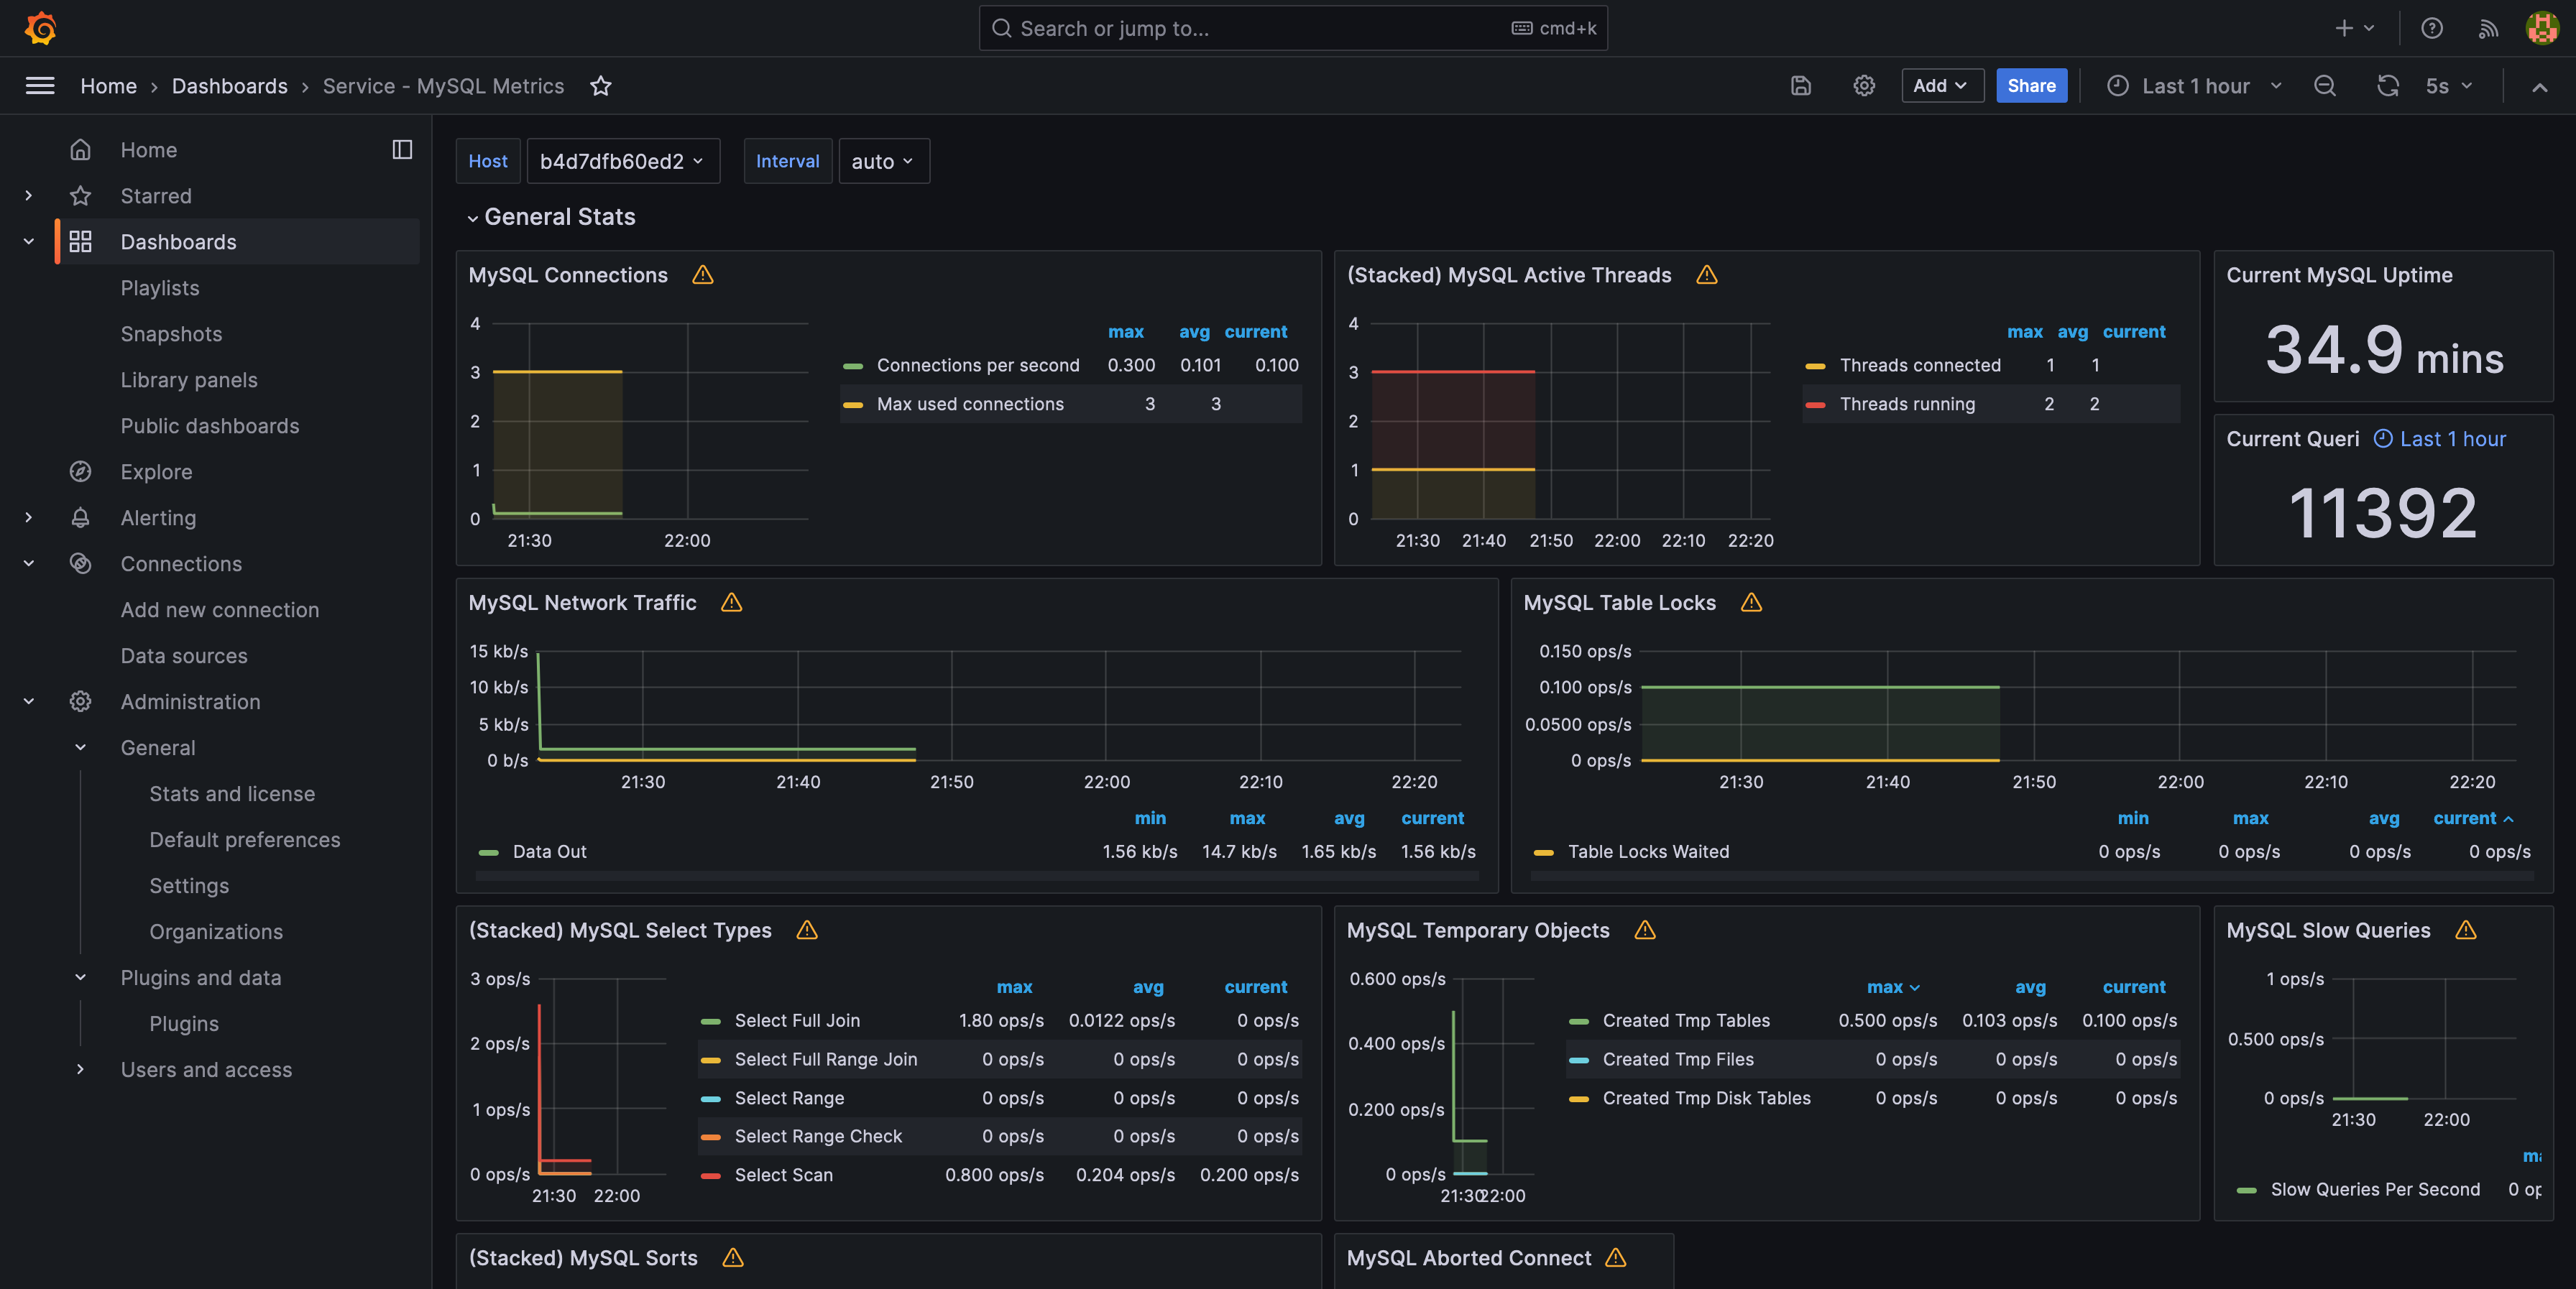 Search or jump to...
cmd+k
Home
Dashboards
Service - MySQL Metrics
Add
Share
Last 1 hour
5s
Home
Starred
Dashboards
Playlists
Snapshots
Library panels
Public dashboards
Explore
Alerting
Connections
Add new connection
Data sources
Administration
General
Stats and license
Default preferences
Settings
Organizations
Plugins and data
Plugins
Users and access
Host
b4d7dfb60ed2
Interval
auto
General Stats
MySQL Connections
4
3
2
1
0
21:30 22:00
max avg current
Connections per second 0.300 0.101 0.100
Max used connections 3 3
(Stacked) MySQL Active Threads
4
3
2
1
0
21:30 21:40 21:50 22:00 22:10 22:20
max avg current
Threads connected 1 1
Threads running 2 2
Current MySQL Uptime
34.9 mins
Current Queri Last 1 hour
11392
MySQL Network Traffic
15 kb/s
10 kb/s
5 kb/s
0 b/s
21:30 21:40 21:50 22:00 22:10 22:20
min max avg current
Data Out 1.56 kb/s 14.7 kb/s 1.65 kb/s 1.56 kb/s
MySQL Table Locks
0.150 ops/s
0.100 ops/s
0.0500 ops/s
0 ops/s
21:30 21:40 21:50 22:00 22:10 22:20
min max avg current
Table Locks Waited 0 ops/s 0 ops/s 0 ops/s 0 ops/s
(Stacked) MySQL Select Types
3 ops/s
2 ops/s
1 ops/s
0 ops/s
21:30 22:00
max avg current
Select Full Join 1.80 ops/s 0.0122 ops/s 0 ops/s
Select Full Range Join 0 ops/s 0 ops/s 0 ops/s
Select Range 0 ops/s 0 ops/s 0 ops/s
Select Range Check 0 ops/s 0 ops/s 0 ops/s
Select Scan 0.800 ops/s 0.204 ops/s 0.200 ops/s
MySQL Temporary Objects
0.600 ops/s
0.400 ops/s
0.200 ops/s
0 ops/s
21:30 22:00
max avg current
Created Tmp Tables 0.500 ops/s 0.103 ops/s 0.100 ops/s
Created Tmp Files 0 ops/s 0 ops/s 0 ops/s
Created Tmp Disk Tables 0 ops/s 0 ops/s 0 ops/s
MySQL Slow Queries
1 ops/s
0.500 ops/s
0 ops/s
21:30 22:00
Slow Queries Per Second 0 op
(Stacked) MySQL Sorts
MySQL Aborted Connect